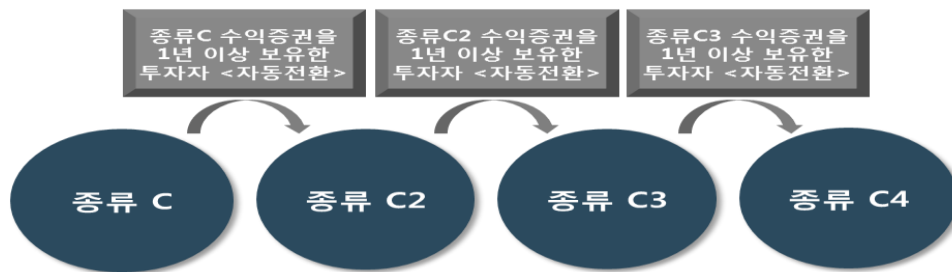 종류C 수익증권을
1년 이상 보유한
투자자 <자동전환>
종류C2 수익증권을
1년 이상 보유한
투자자 <자동전환>
종류C3 수익증권을
1년 이상 보유한
투자자 <자동전환>
종류 C
종류 C2
종류 C3
종류 C4